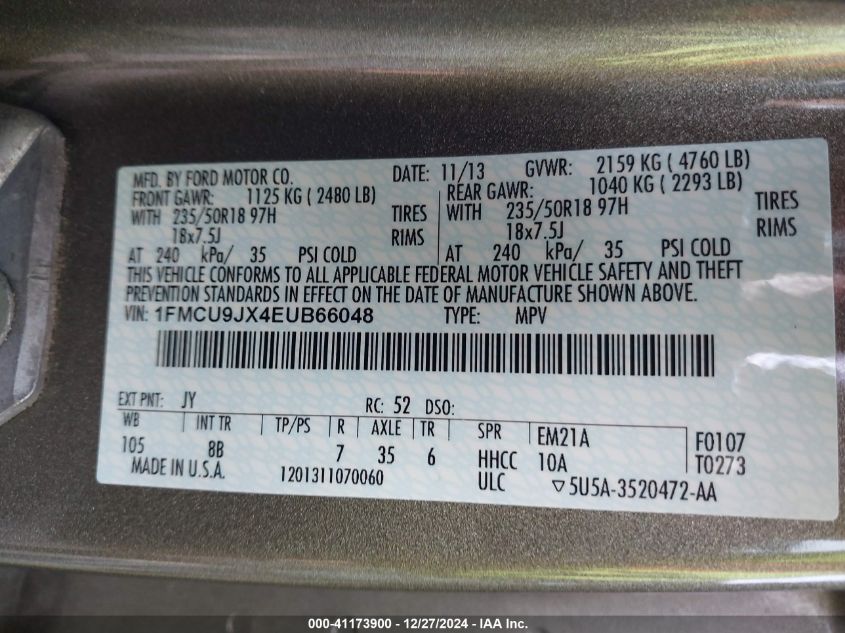 MFD. BY FORD MOTOR CO. DATE: 11/13 GVWR: 2159 KG ( 4760 LB)
FRONT GAWR: 1125 KG ( 2480 LB) REAR GAWR: 1040 KG ( 2293 LB)
WITH 235/50R18 97H TIRES WITH 235/50R18 97H TIRES
18x7.5J RIMS 18x7.5J RIMS
AT 240 kPa/ 35 PSI COLD AT 240 kPa/ 35 PSI COLD
THIS VEHICLE CONFORMS TO ALL APPLICABLE FEDERAL MOTOR VEHICLE SAFETY AND THEFT
PREVENTION STANDARDS IN EFFECT ON THE DATE OF MANUFACTURE SHOWN ABOVE.
VIN: 1FMCU9JX4EUB66048 TYPE: MPV
EXT PNT: JY RC: 52 DSO:
WB INT TR TP/PS R AXLE TR SPR EM21A F0107
105 8B 7 35 6 HHCC 10A T0273
MADE IN U.S.A. 1201311070060 ULC ▽5U5A-3520472-AA
000-41173900 - 12/27/2024 - IAA Inc.